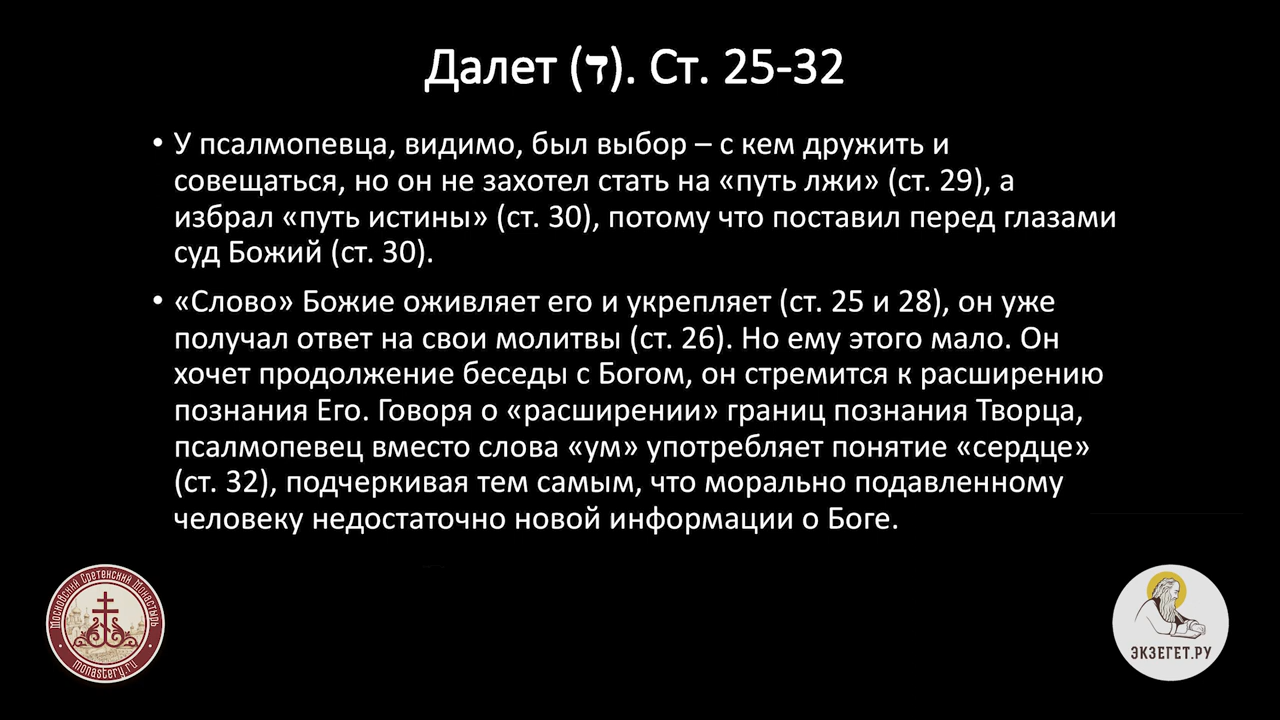 Далет (ד). Ст. 25-32
• У псалмопевца, видимо, был выбор – с кем дружить и
совещаться, но он не захотел стать на «путь лжи» (ст. 29), а
избрал «путь истины» (ст. 30), потому что поставил перед глазами
суд Божий (ст. 30).
• «Слово» Божие оживляет его и укрепляет (ст. 25 и 28), он уже
получал ответ на свои молитвы (ст. 26). Но ему этого мало. Он
хочет продолжение беседы с Богом, он стремится к расширению
познания Его. Говоря о «расширении» границ познания Творца,
псалмопевец вместо слова «ум» употребляет понятие «сердце»
(ст. 32), подчеркивая тем самым, что морально подавленному
человеку недостаточно новой информации о Боге.
Московский Сретенский Монастырь
monastery.ru
ЭКЗЕГЕТ.РУ